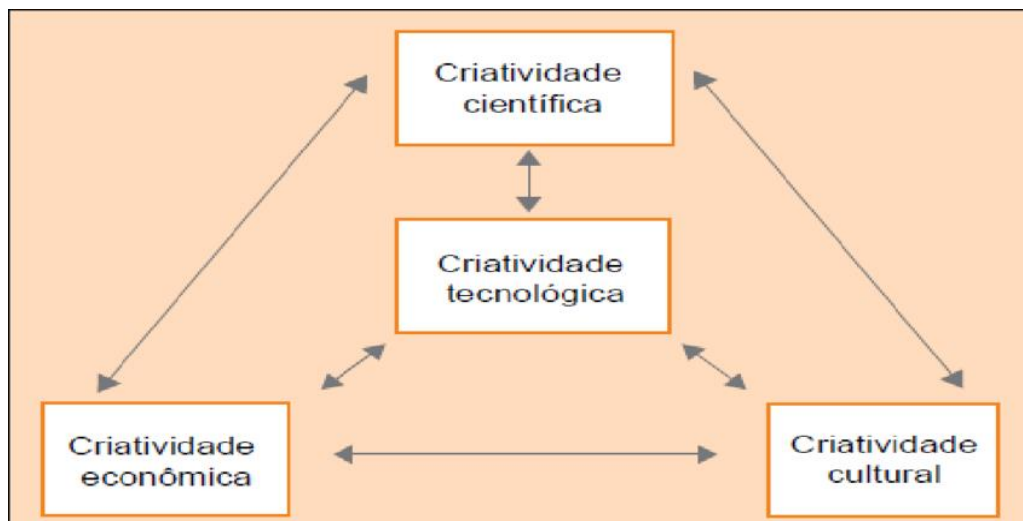 Criatividade
científica
Criatividade
tecnológica
Criatividade
econômica
Criatividade
cultural